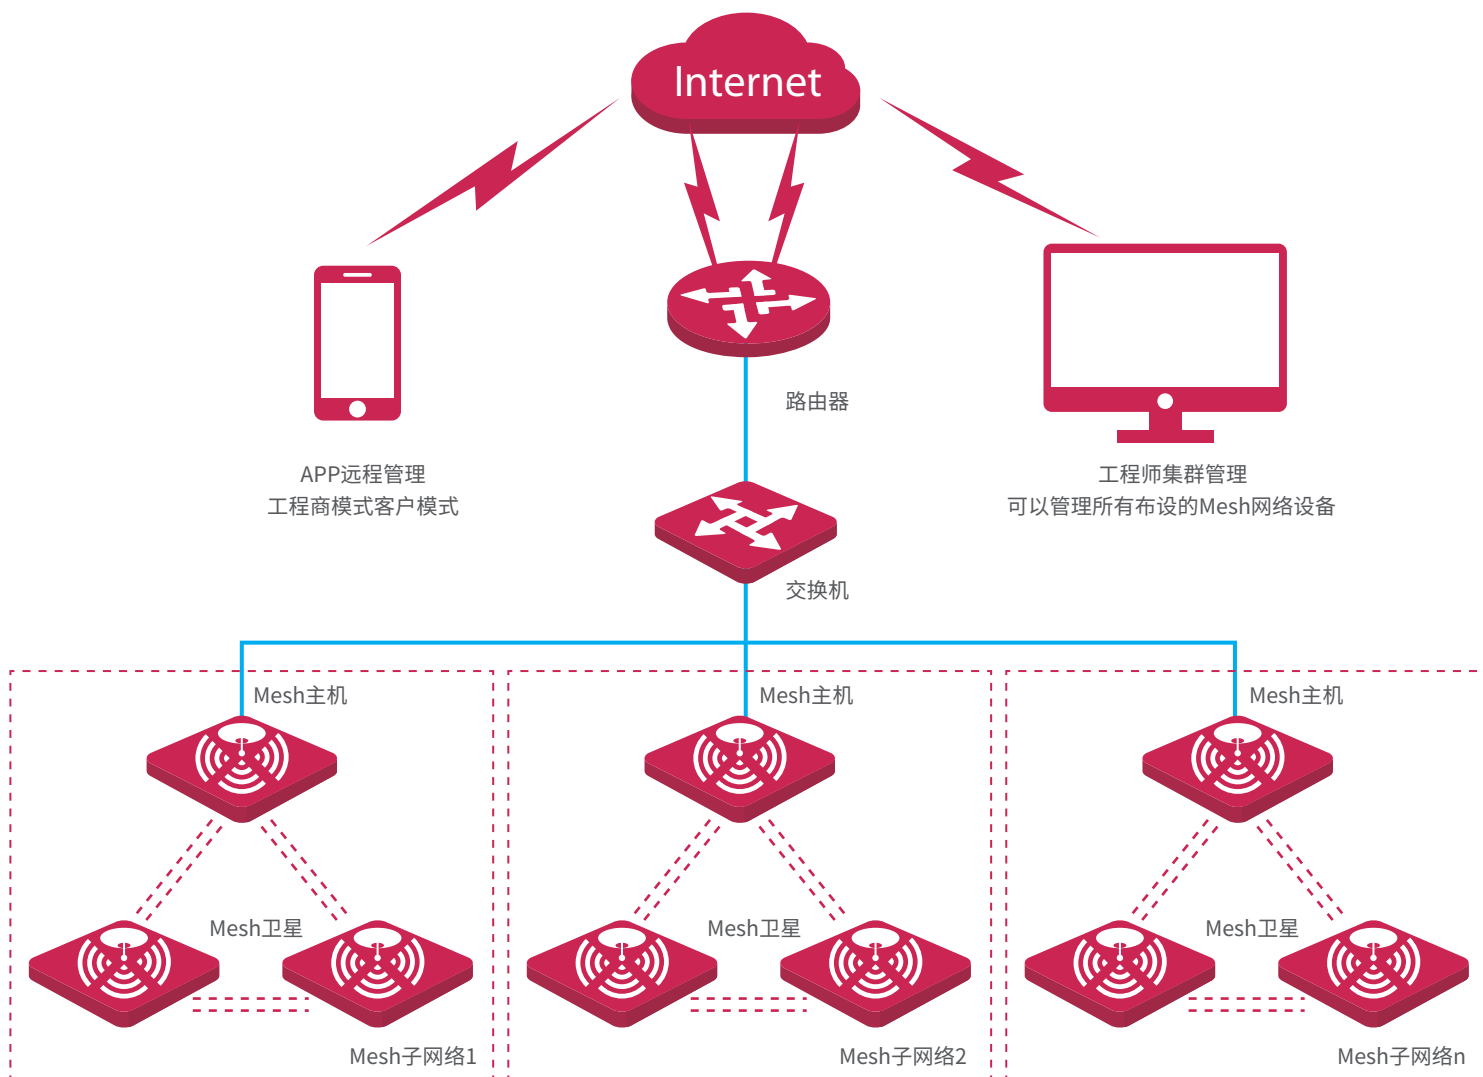 Internet
路由器
APP远程管理
工程商模式客户模式
工程师集群管理
可以管理所有布设的Mesh网络设备
交换机
Mesh主机
Mesh主机
Mesh主机
Mesh卫星
Mesh卫星
Mesh卫星
Mesh子网络1
Mesh子网络2
Mesh子网络n